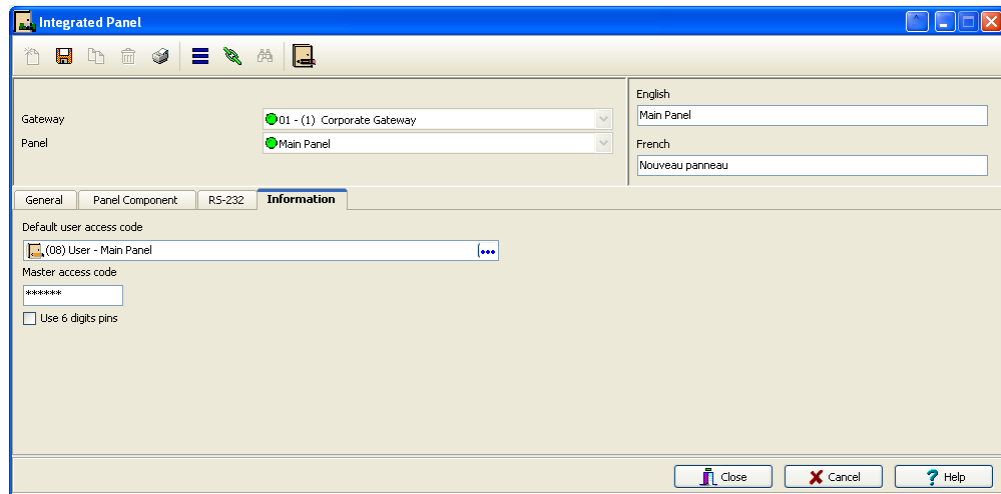 Integrated Panel
Gateway
01 - (1) Corporate Gateway
Panel
Main Panel
English
Main Panel
French
Nouveau panneau
General Panel Component RS-232 Information
Default user access code
(08) User - Main Panel
Master access code
******
Use 6 digits pins
Close Cancel Help